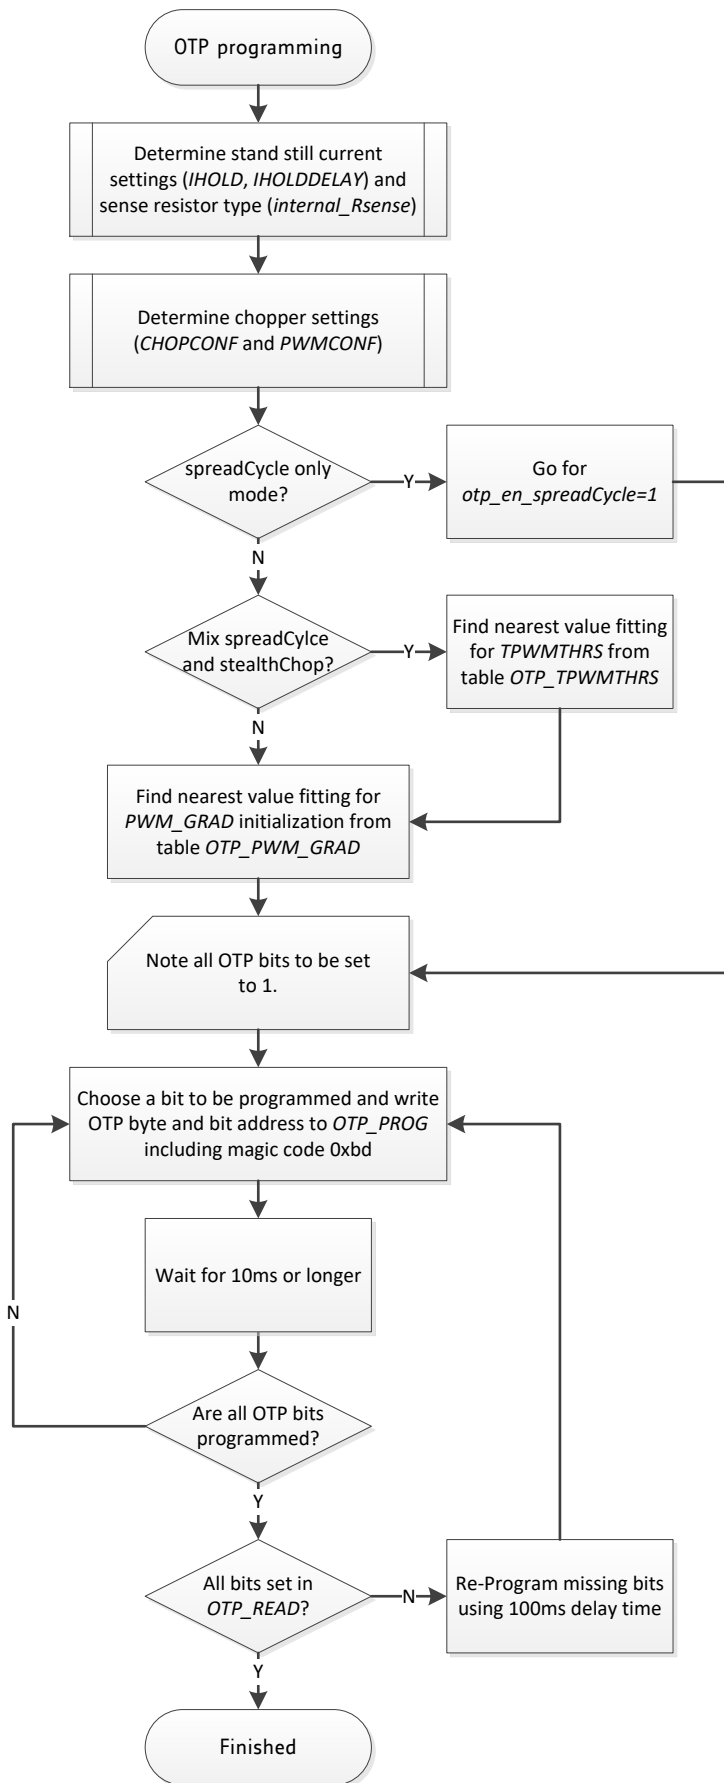 OTP programming
Determine stand still current
settings (IHOLD, IHOLDDELAY) and
sense resistor type (internal_Rsense)
Determine chopper settings
(CHOPCONF and PWMCONF)
spreadCycle only
mode?
Y
Go for
otp_en_spreadCycle=1
N
Mix spreadCylce
and stealthChop?
Y
Find nearest value fitting
for TPWMTHRS from
table OTP_TPWMTHRS
N
Find nearest value fitting for
PWM_GRAD initialization from
table OTP_PWM_GRAD
Note all OTP bits to be set
to 1.
Choose a bit to be programmed and write
OTP byte and bit address to OTP_PROG
including magic code 0xbd
Wait for 10ms or longer
N
Are all OTP bits
programmed?
Y
All bits set in
OTP_READ?
N
Re-Program missing bits
using 100ms delay time
Y
Finished